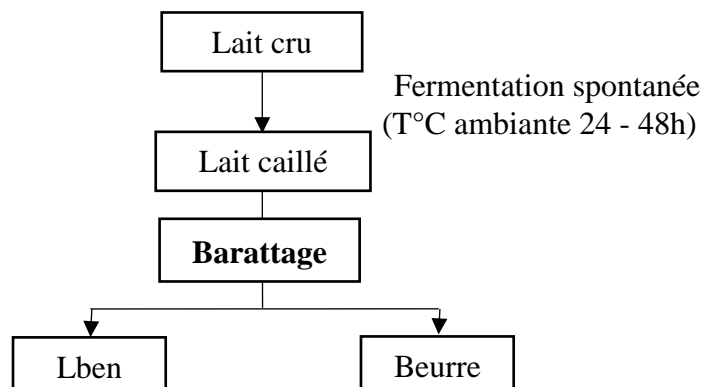 Lait cru
Fermentation spontanée
(T°C ambiante 24 - 48h)
Lait caillé
Barattage
Lben
Beurre